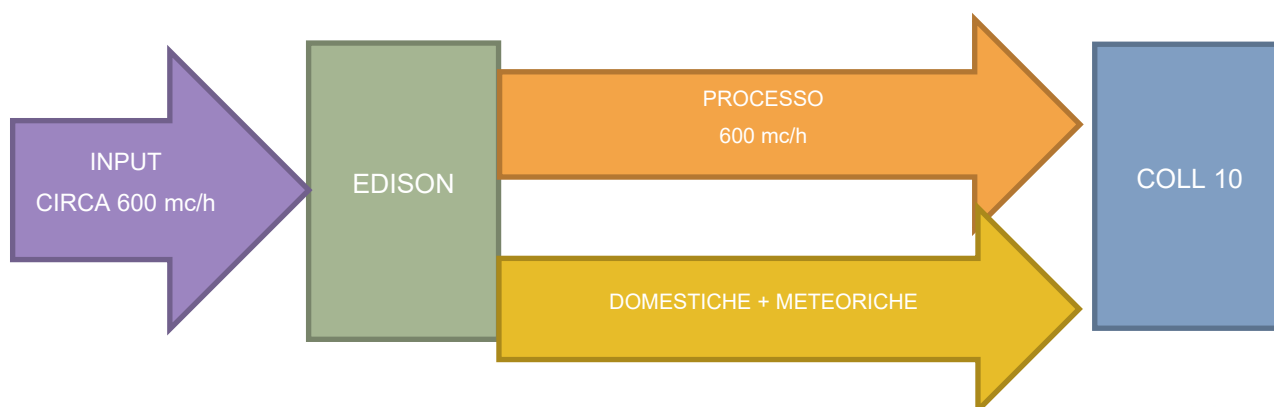 INPUT
CIRCA 600 mc/h
EDISON
PROCESSO
600 mc/h
DOMESTICHE + METEORICHE
COLL 10